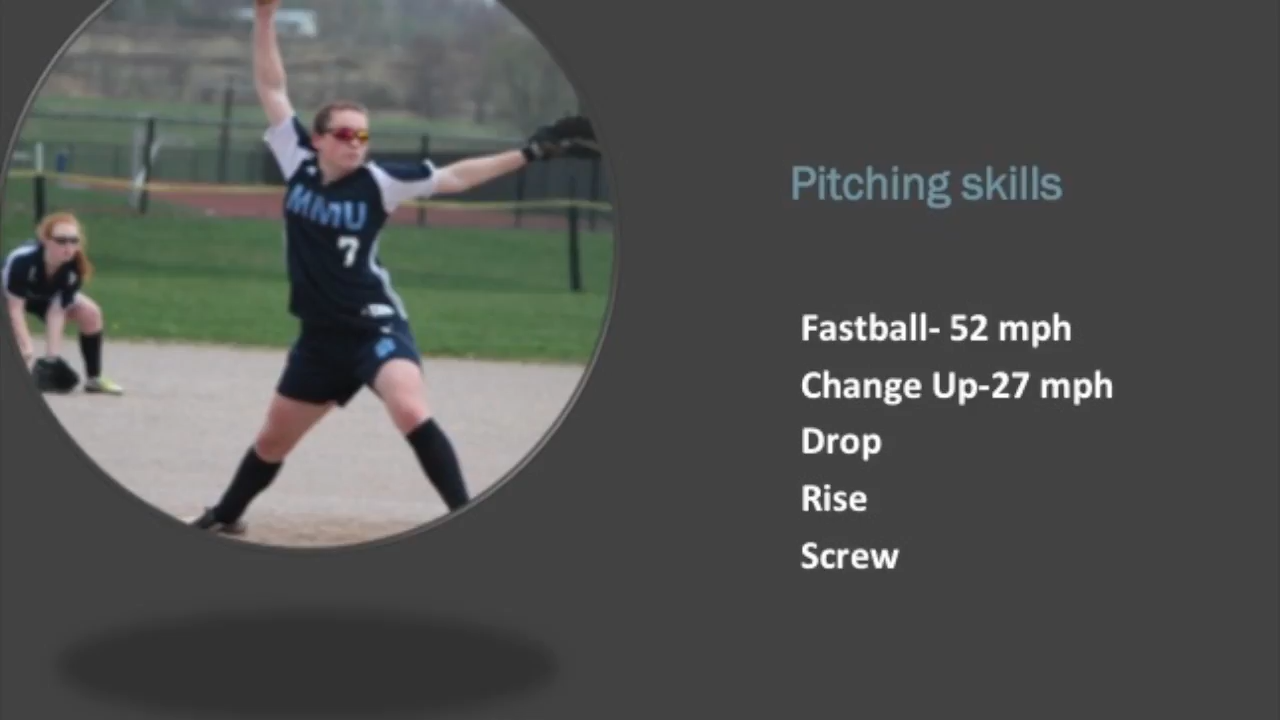 MMU
7
Pitching skills
Fastball- 52 mph
Change Up-27 mph
Drop
Rise
Screw